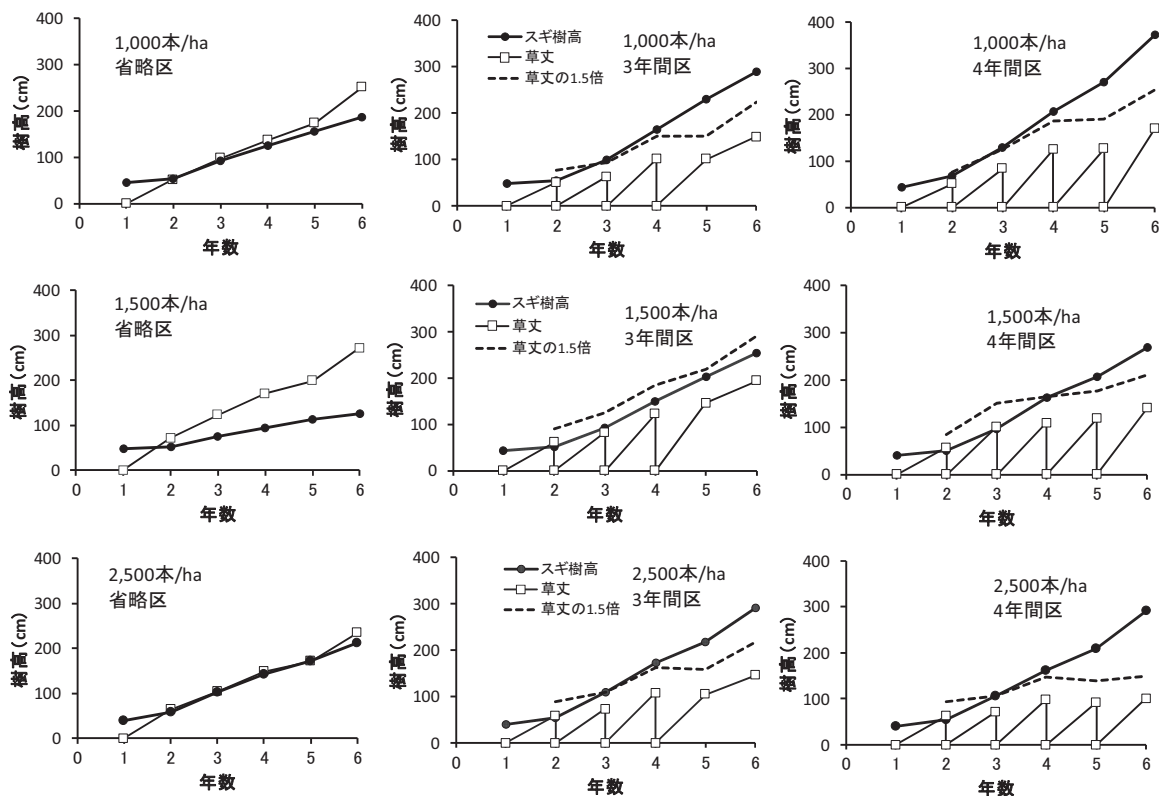 400
300
200
100
0
樹高(cm)
1,000本/ha
省略区
0 1 2 3 4 5 6
年数
400
300
200
100
0
樹高(cm)
スギ樹高
草丈
草丈の1.5倍
1,000本/ha
3年間区
0 1 2 3 4 5 6
年数
400
300
200
100
0
樹高(cm)
1,000本/ha
4年間区
0 1 2 3 4 5 6
年数
400
300
200
100
0
樹高(cm)
1,500本/ha
省略区
0 1 2 3 4 5 6
年数
400
300
200
100
0
樹高(cm)
スギ樹高
草丈
草丈の1.5倍
1,500本/ha
3年間区
0 1 2 3 4 5 6
年数
400
300
200
100
0
樹高(cm)
1,500本/ha
4年間区
0 1 2 3 4 5 6
年数
400
300
200
100
0
樹高(cm)
2,500本/ha
省略区
0 1 2 3 4 5 6
年数
400
300
200
100
0
樹高(cm)
スギ樹高
草丈
草丈の1.5倍
2,500本/ha
3年間区
0 1 2 3 4 5 6
年数
400
300
200
100
0
樹高(cm)
2,500本/ha
4年間区
0 1 2 3 4 5 6
年数